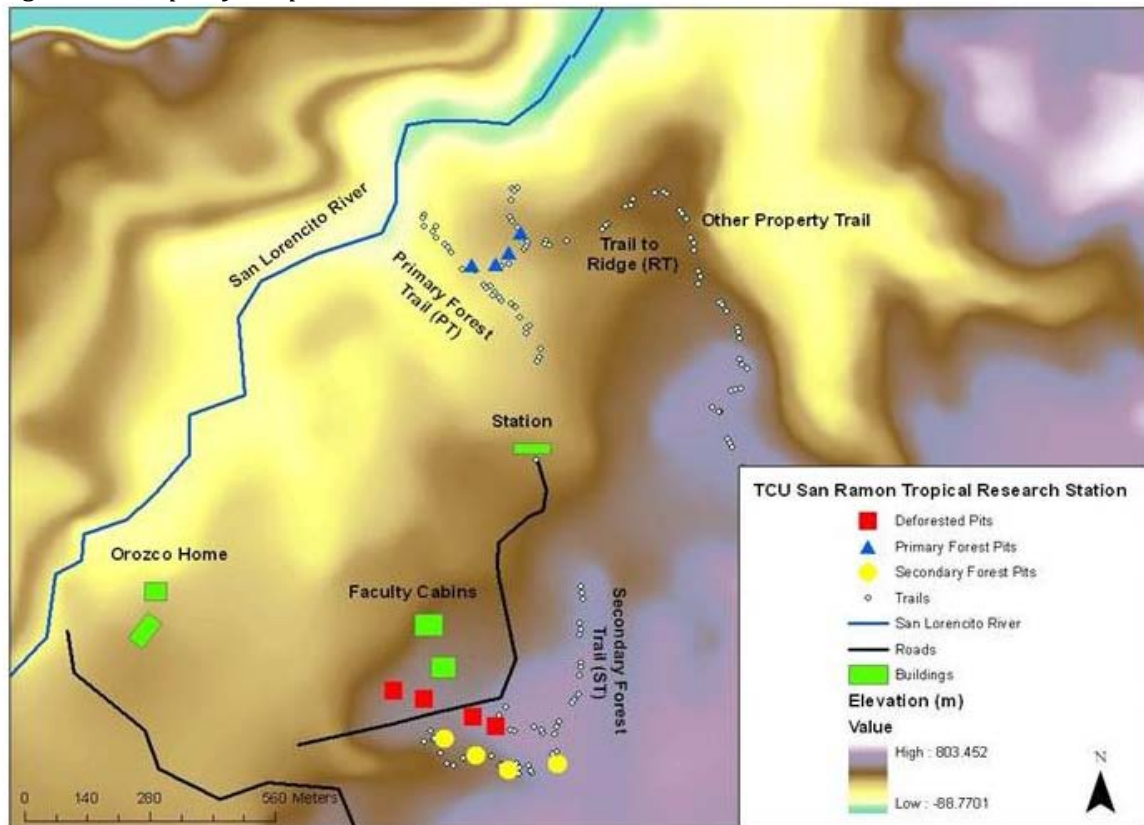 San Lorencito River
Primary Forest
Trail (PT)
Trail to
Ridge (RT)
Other Property Trail
Station
Orozco Home
Faculty Cabins
Secondary Forest
Trail (ST)
TCU San Ramon Tropical Research Station
Deforested Pits
Primary Forest Pits
Secondary Forest Pits
Trails
San Lorencito River
Roads
Buildings
Elevation (m)
Value
High : 803.452
Low : -88.7701
N
0 140 280 560 Meters